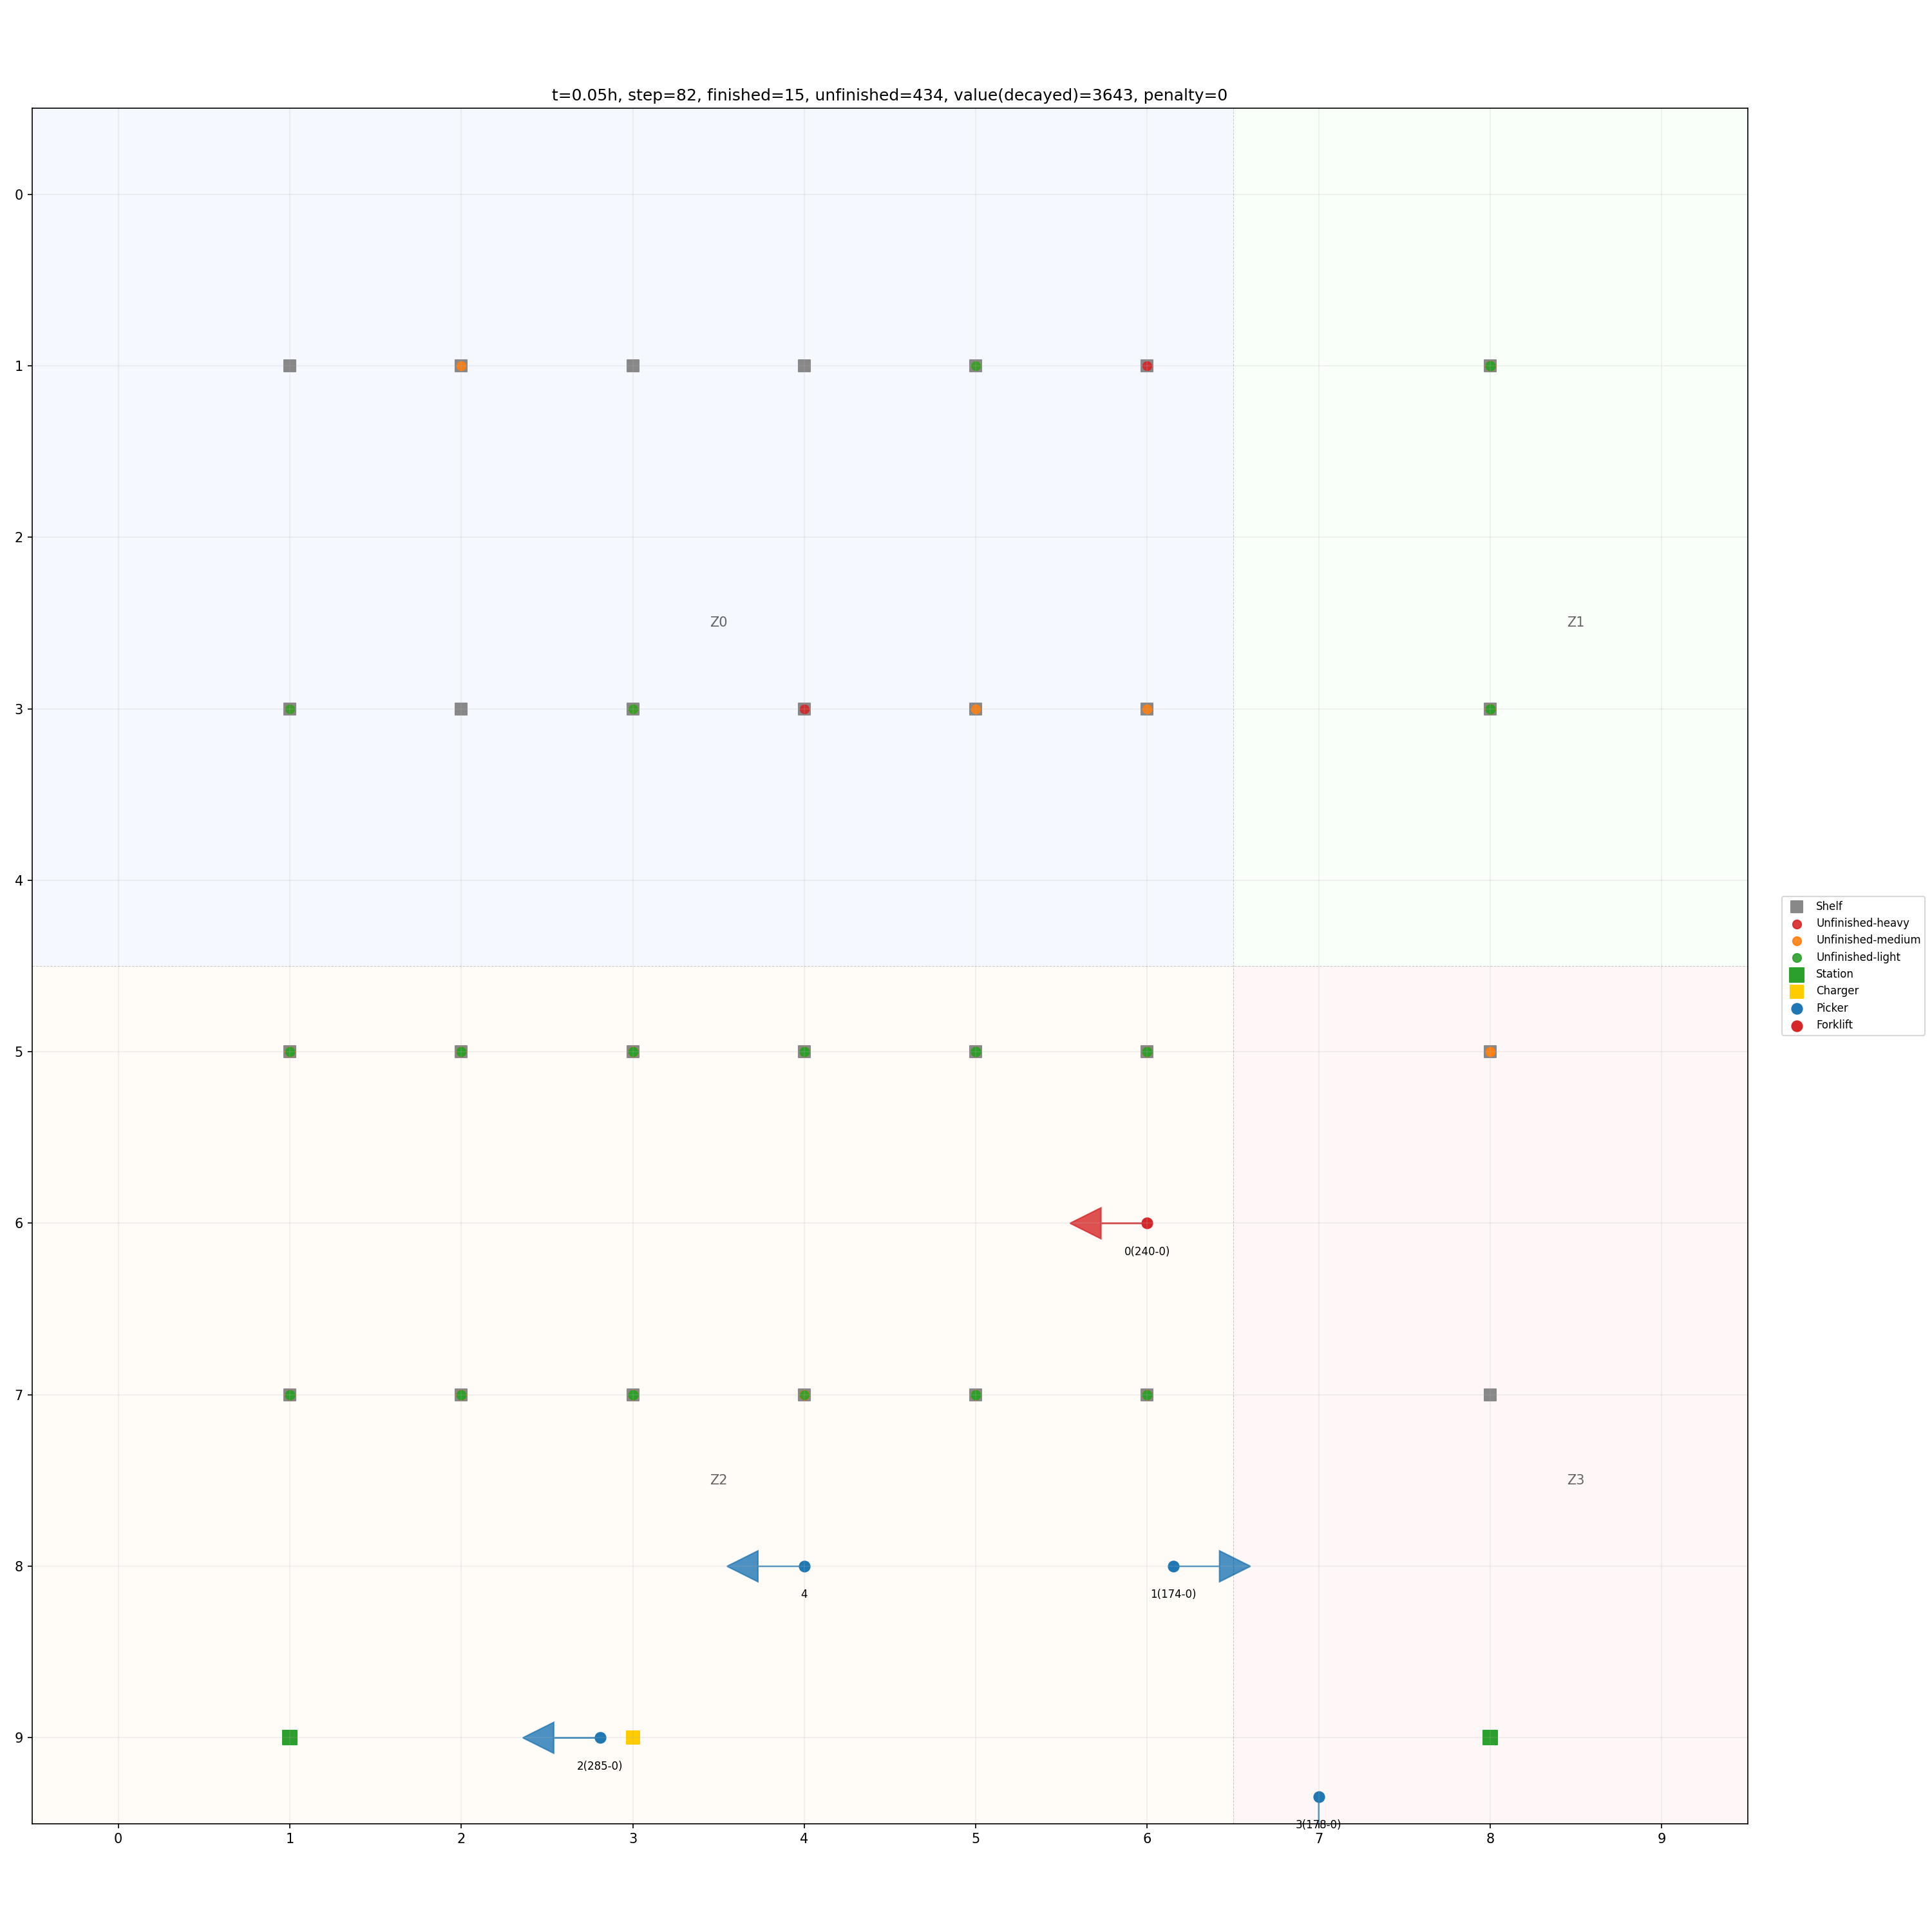 t=0.05h, step=82, finished=15, unfinished=434, value(decayed)=3643, penalty=0
0
1
2
Z0
Z1
3
4
Shelf
Unfinished-heavy
Unfinished-medium
Unfinished-light
Station
Charger
Picker
Forklift
5
6
0(240-0)
7
Z2
Z3
8
4
1(174-0)
9
2(285-0)
3(178-0)
0 1 2 3 4 5 6 7 8 9